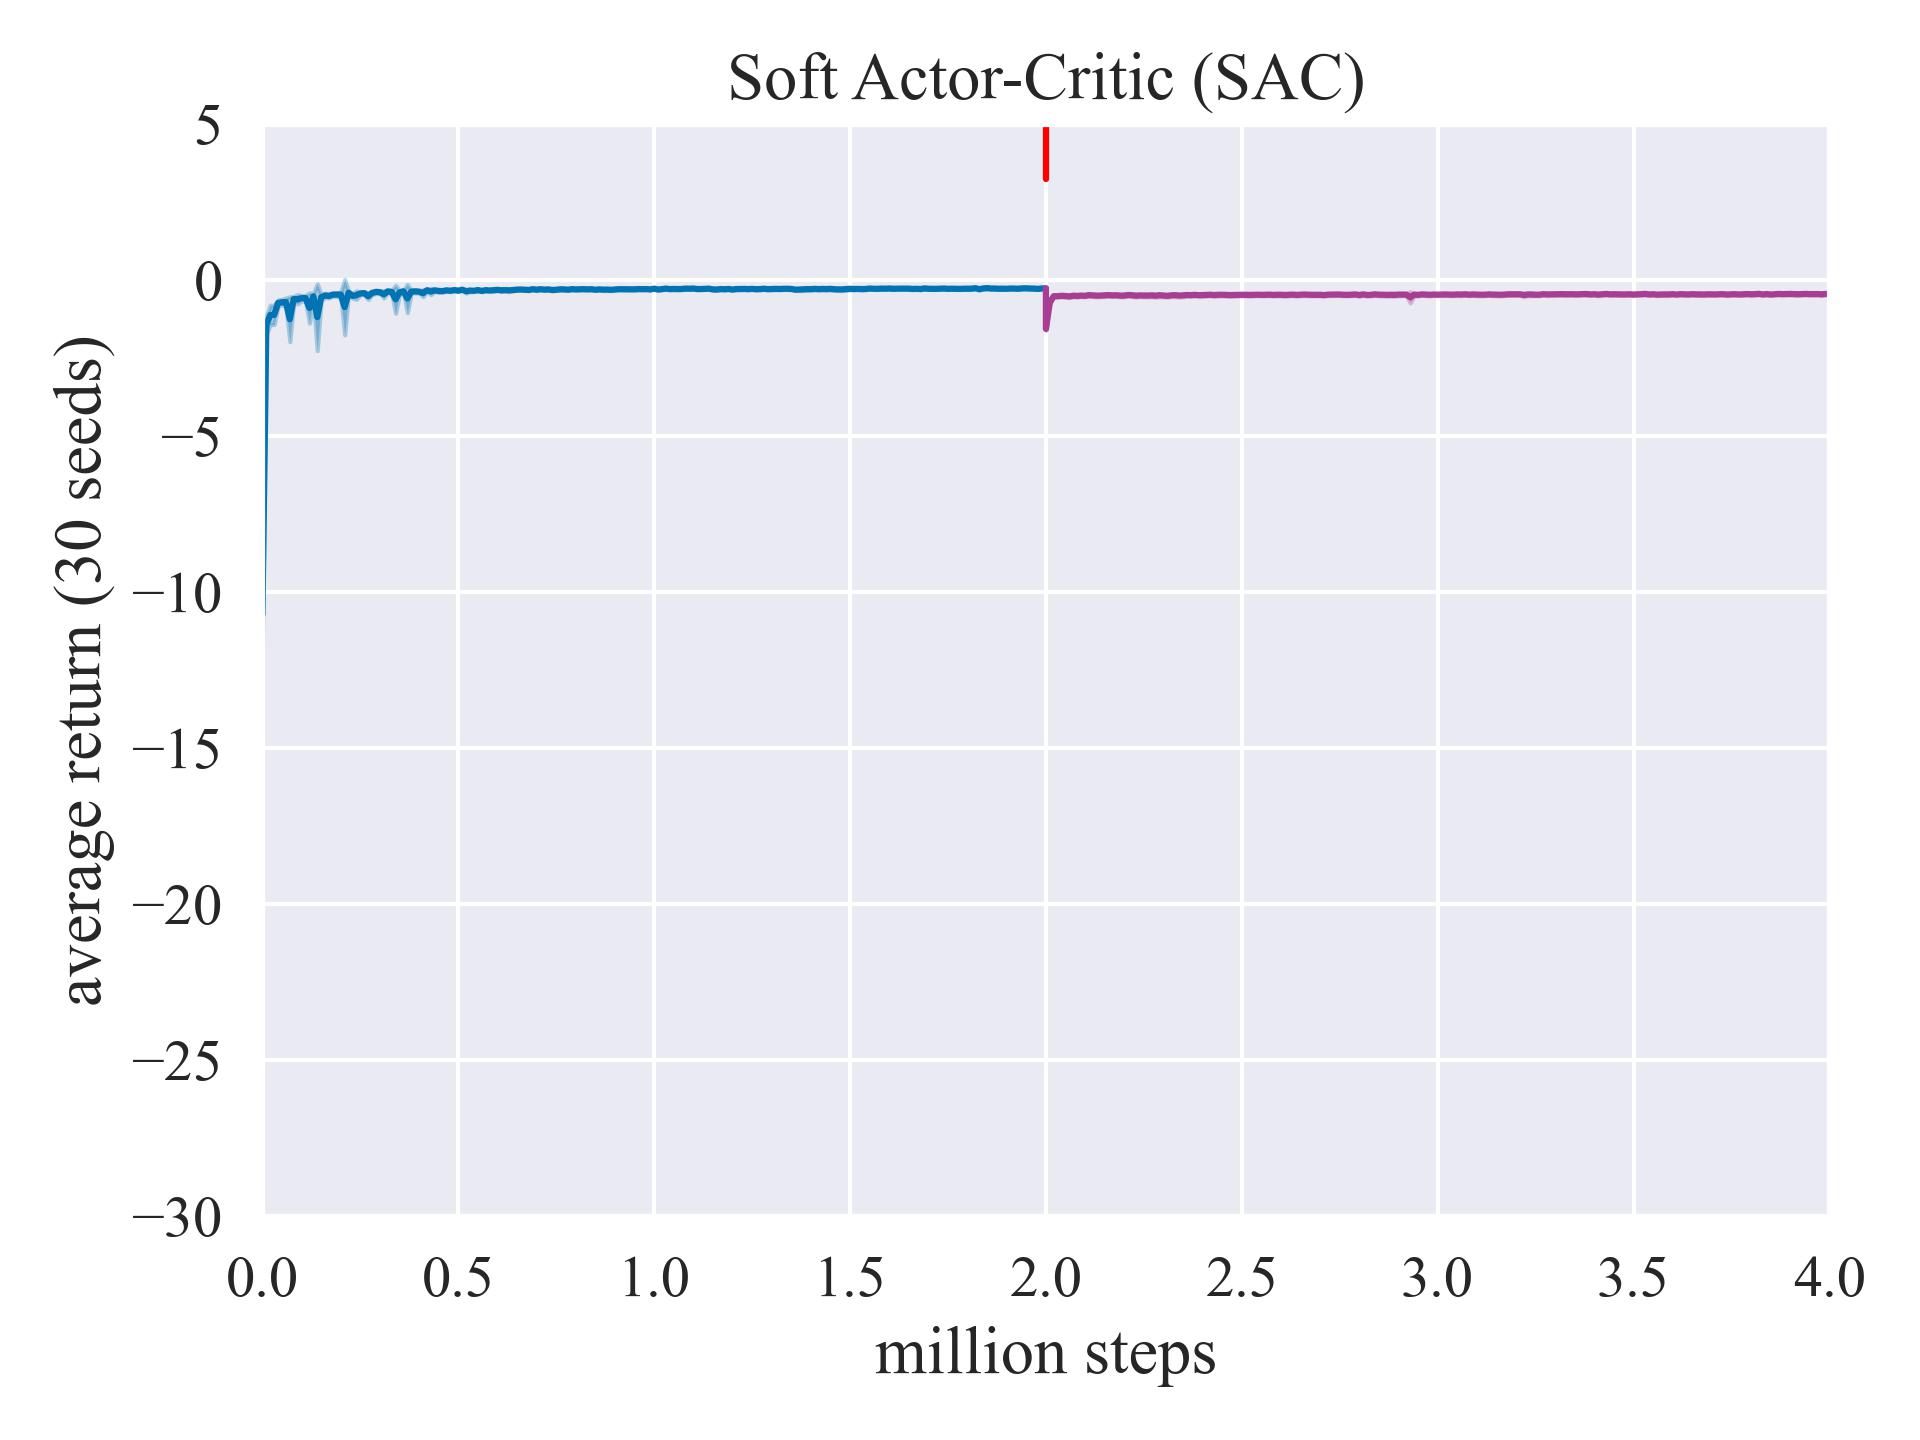 Soft Actor-Critic (SAC)
5
0
−5
−10
−15
−20
−25
−30
average return (30 seeds)
0.0 0.5 1.0 1.5 2.0 2.5 3.0 3.5 4.0
million steps